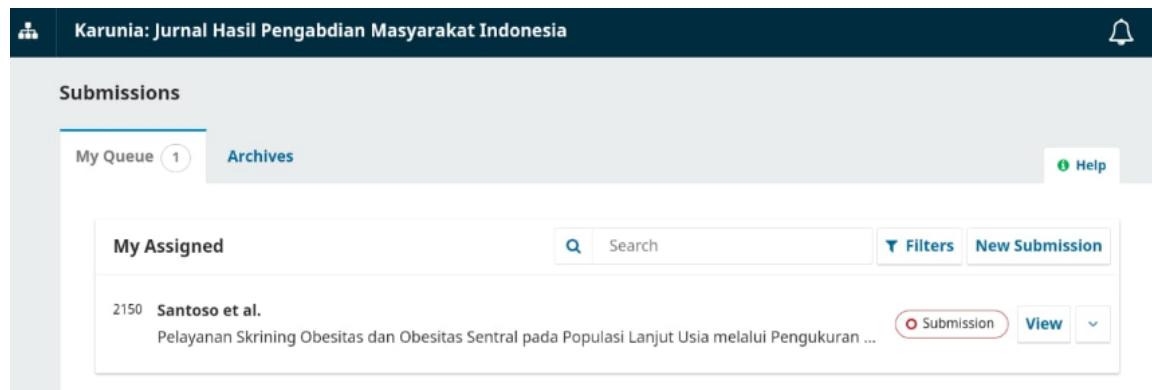 Karunia: Jurnal Hasil Pengabdian Masyarakat Indonesia
Submissions
My Queue 1 Archives
Help
My Assigned Search Filters New Submission
2150 Santoso et al. Submission View
Pelayanan Skrining Obesitas dan Obesitas Sentral pada Populasi Lanjut Usia melalui Pengukuran ...